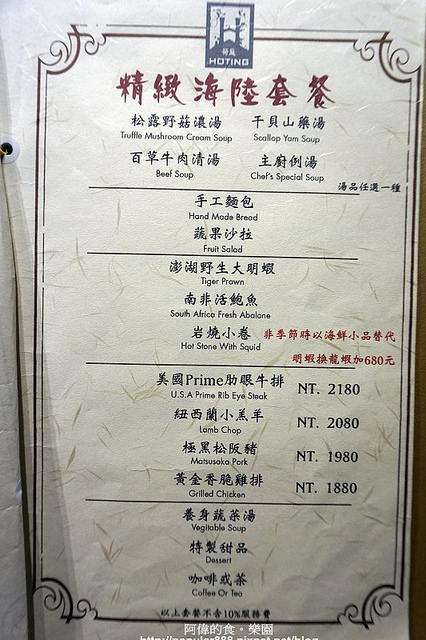 荷庭
HOTING
精緻海陸套餐
松露野菇濃湯 干貝山藥湯
Truffle Mushroom Cream Soup Scallop Yam Soup
百草牛肉清湯 主廚例湯
Beef Soup Chef's Special Soup
湯品任選一種
手工麵包
Hand Made Bread
蔬果沙拉
Fruit Salad
澎湖野生大明蝦
Tiger Prawn
南非活鮑魚
South Africa Fresh Abalone
岩燒小卷 非季節時以海鮮小品替代
Hot Stone With Squid
明蝦換龍蝦加680元
美國Prime肋眼牛排 NT. 2180
U.S.A Prime Rib Eye Steak
紐西蘭小羔羊 NT. 2080
Lamb Chop
極黑松阪豬 NT. 1980
Matsusaka Pork
黃金香脆雞排 NT. 1880
Grilled Chicken
養身蔬菜湯
Vegitable Soup
特製甜品
Dessert
咖啡或茶
Coffee Or Tea
以上套餐不含10%服務費
阿偉的食。樂園